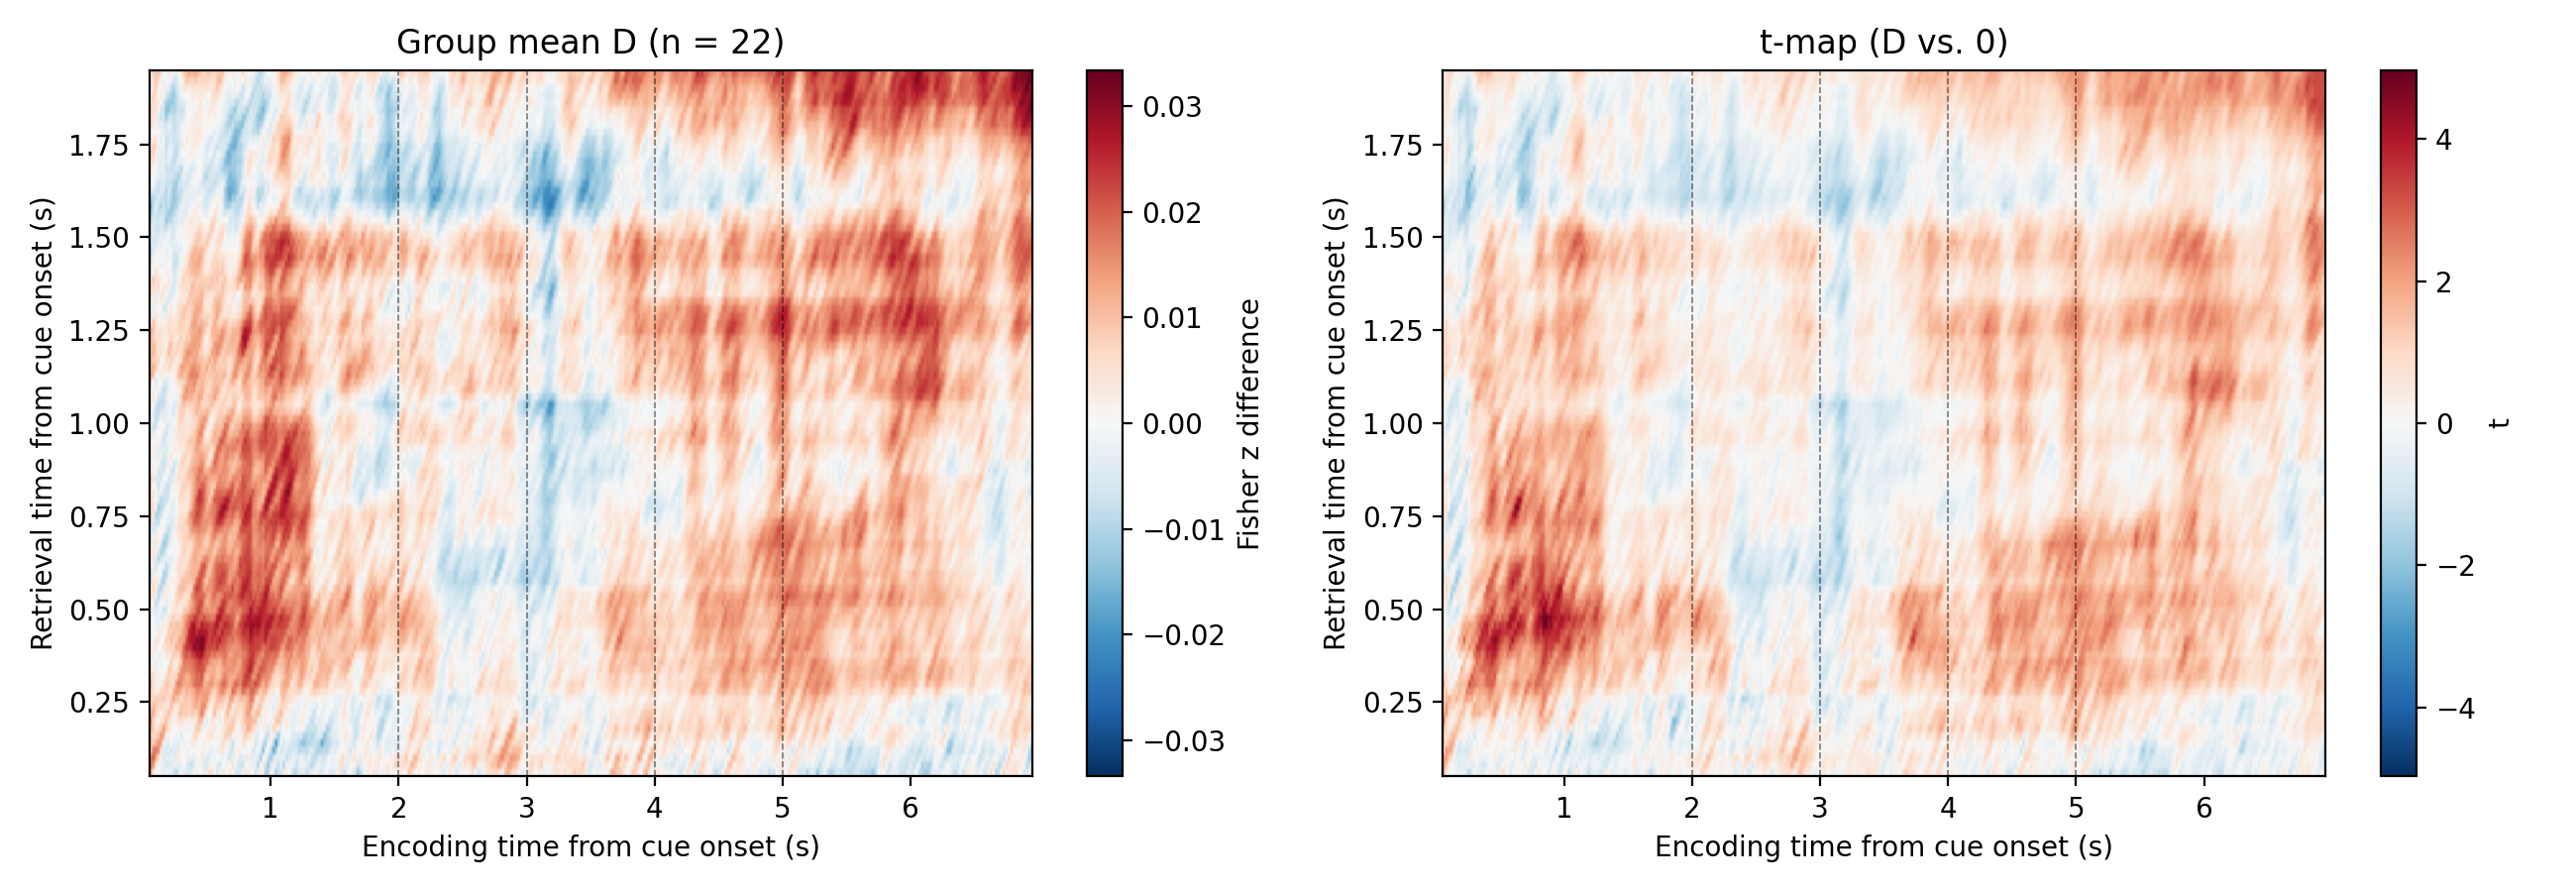 Group mean D (n = 22)
Retrieval time from cue onset (s)
1.75
1.50
1.25
1.00
0.75
0.50
0.25
1 2 3 4 5 6
Encoding time from cue onset (s)
0.03
0.02
0.01
0.00
−0.01
−0.02
−0.03
Fisher z difference
t-map (D vs. 0)
Retrieval time from cue onset (s)
1.75
1.50
1.25
1.00
0.75
0.50
0.25
1 2 3 4 5 6
Encoding time from cue onset (s)
4
2
0
−2
−4
t